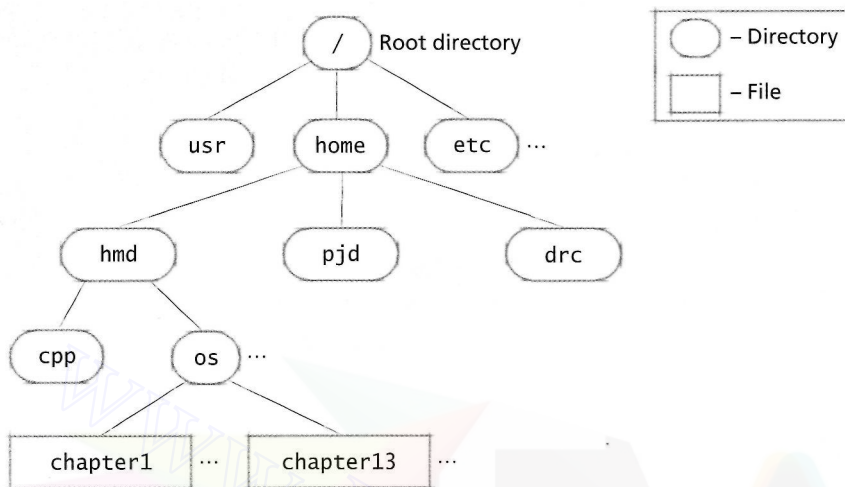 / Root directory
– Directory
– File
usr home etc ...
hmd pjd drc
cpp os ...
chapter1 ... chapter13 ...